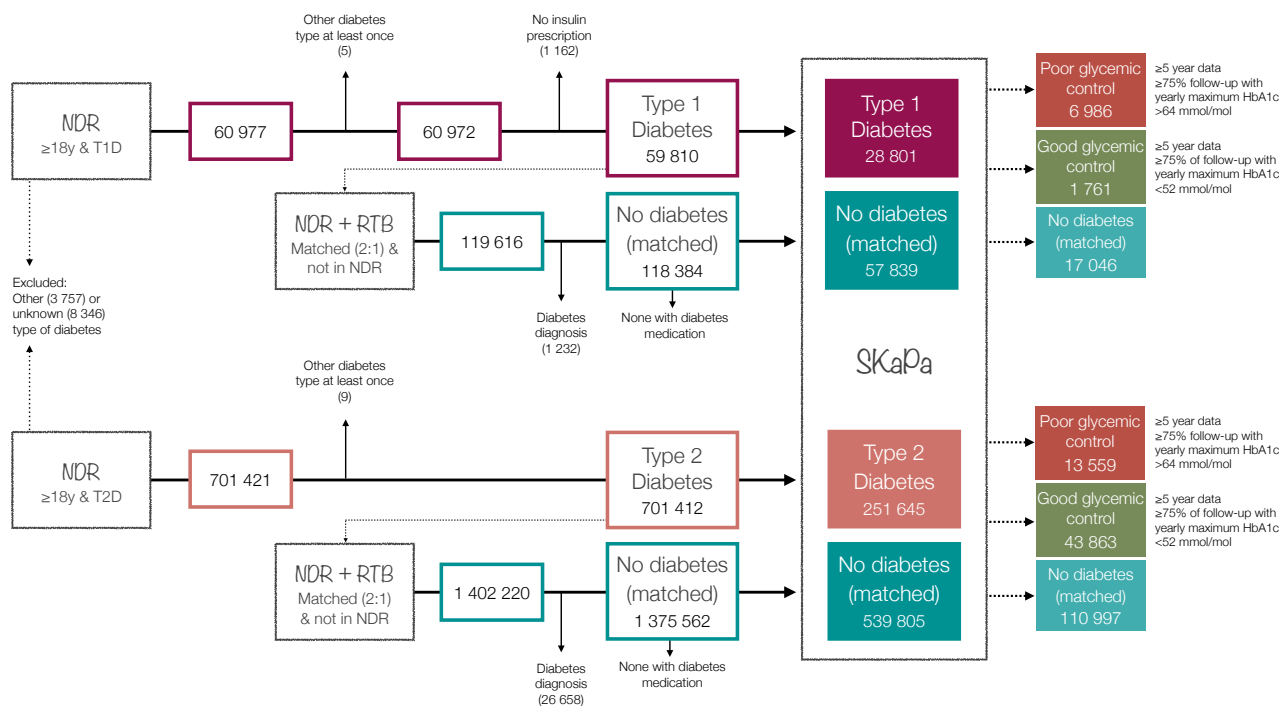 Other diabetes
type at least once
(5)
No insulin
prescription
(1 162)
NDR
≥18y & T1D
60 977
60 972
Type 1
Diabetes
59 810
Type 1
Diabetes
28 801
Poor glycemic
control
6 986
≥5 year data
≥75% follow-up with
yearly maximum HbA1c
>64 mmol/mol
Good glycemic
control
1 761
≥5 year data
≥75% of follow-up with
yearly maximum HbA1c
<52 mmol/mol
NDR + RTB
Matched (2:1) &
not in NDR
119 616
No diabetes
(matched)
118 384
No diabetes
(matched)
57 839
No diabetes
(matched)
17 046
Excluded:
Other (3 757) or
unknown (8 346)
type of diabetes
Diabetes
diagnosis
(1 232)
None with diabetes
medication
SKaPa
Other diabetes
type at least once
(9)
NDR
≥18y & T2D
701 421
Type 2
Diabetes
701 412
Type 2
Diabetes
251 645
Poor glycemic
control
13 559
≥5 year data
≥75% follow-up with
yearly maximum HbA1c
>64 mmol/mol
Good glycemic
control
43 863
≥5 year data
≥75% of follow-up with
yearly maximum HbA1c
<52 mmol/mol
NDR + RTB
Matched (2:1)
& not in NDR
1 402 220
No diabetes
(matched)
1 375 562
No diabetes
(matched)
539 805
No diabetes
(matched)
110 997
Diabetes
diagnosis
(26 658)
None with diabetes
medication